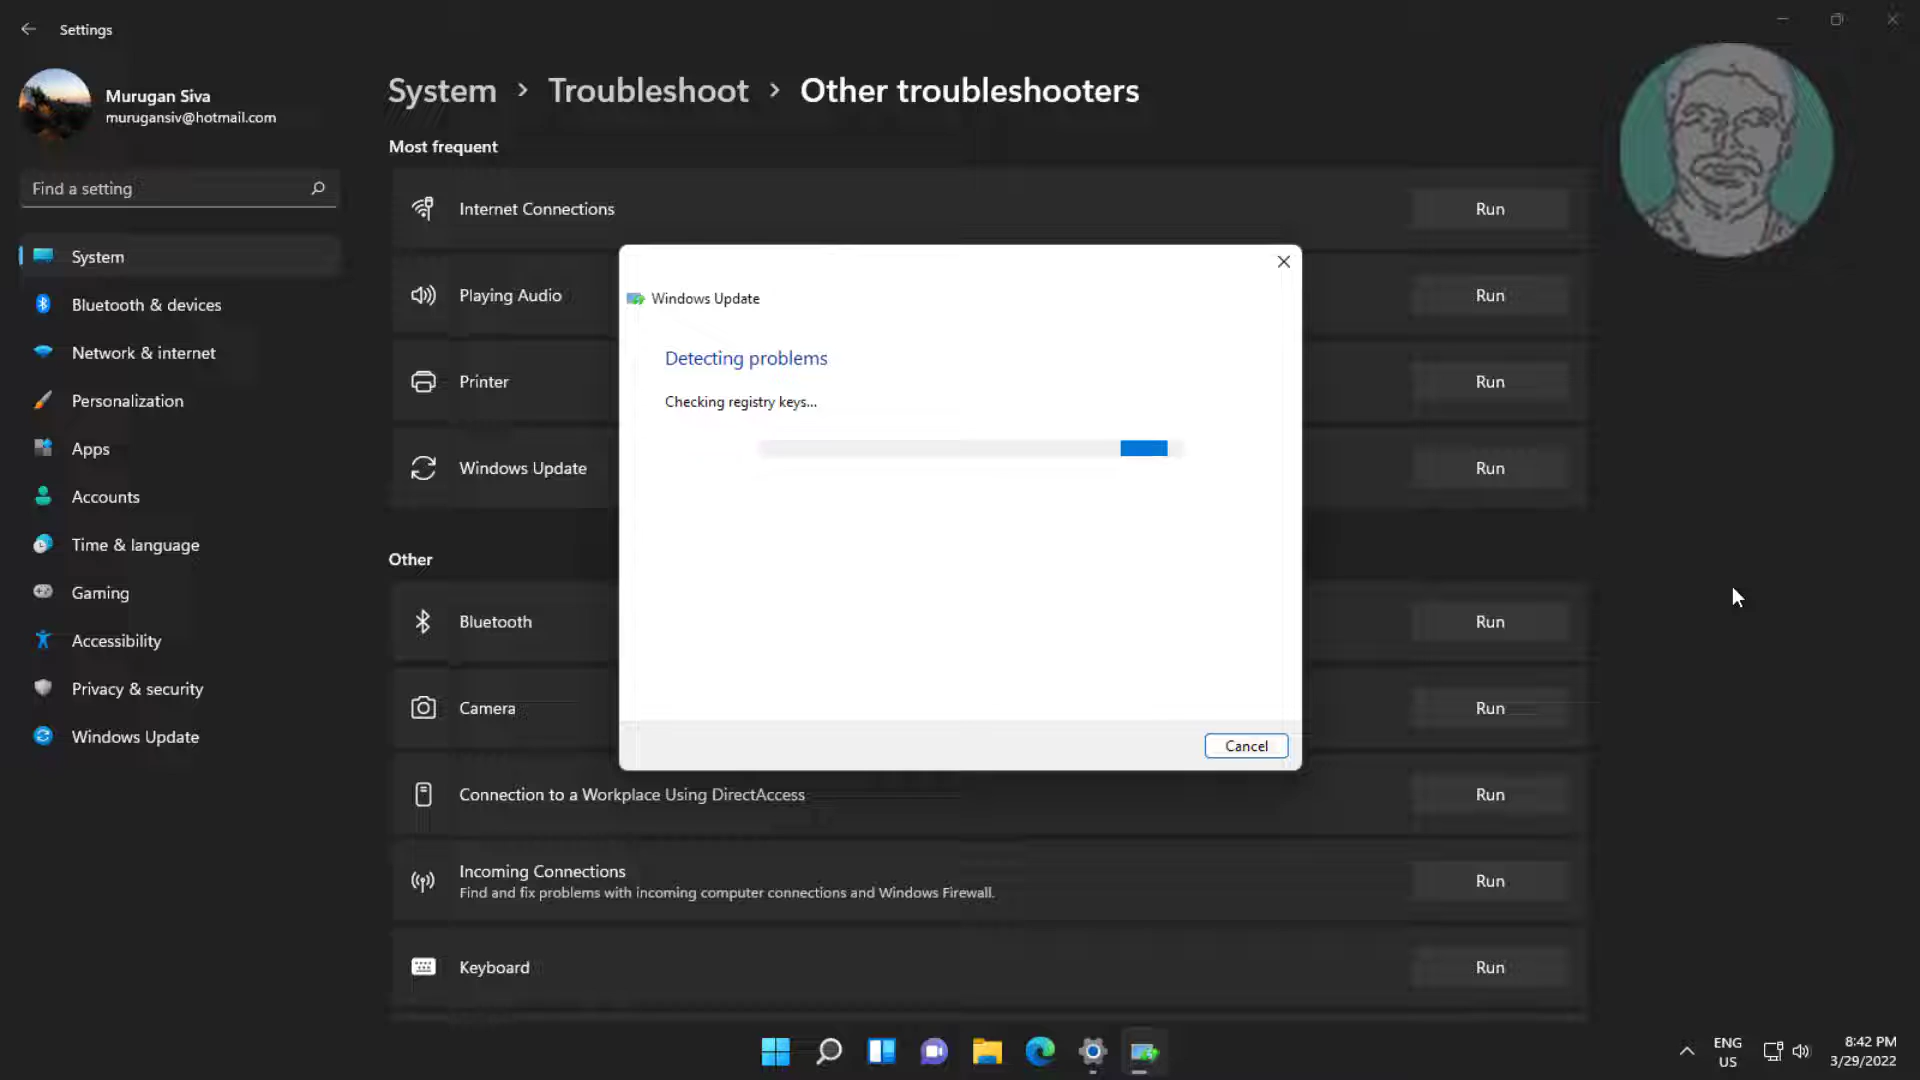 Settings
Murugan Siva
murugansiv@hotmail.com
Find a setting
System
Bluetooth & devices
Network & internet
Personalization
Apps
Accounts
Time & language
Gaming
Accessibility
Privacy & security
Windows Update
System > Troubleshoot > Other troubleshooters
Most frequent
Internet Connections Run
Playing Audio Run
Printer Run
Windows Update Run
Other
Bluetooth Run
Camera Run
Connection to a Workplace Using DirectAccess Run
Incoming Connections
Find and fix problems with incoming computer connections and Windows Firewall.
Run
Keyboard Run
Windows Update
Detecting problems
Checking registry keys...
Cancel
ENG
US
8:42 PM
3/29/2022